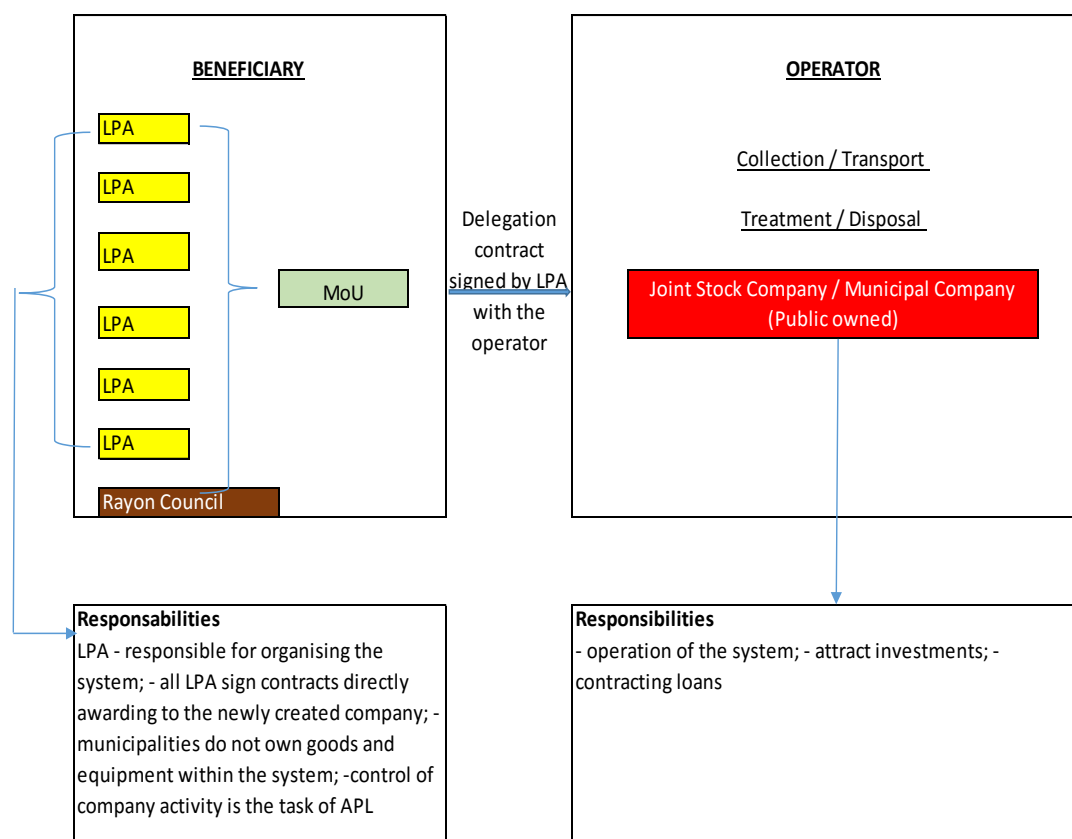 BENEFICIARY
LPA
LPA
LPA
LPA
LPA
LPA
Rayon Council
MoU
Delegation
contract
signed by LPA
with the
operator
OPERATOR
Collection / Transport
Treatment / Disposal
Joint Stock Company / Municipal Company
(Public owned)
Responsabilities
LPA - responsible for organising the
system; - all LPA sign contracts directly
awarding to the newly created company; -
municipalities do not own goods and
equipment within the system; -control of
company activity is the task of APL
Responsibilities
- operation of the system; - attract investments; -
contracting loans